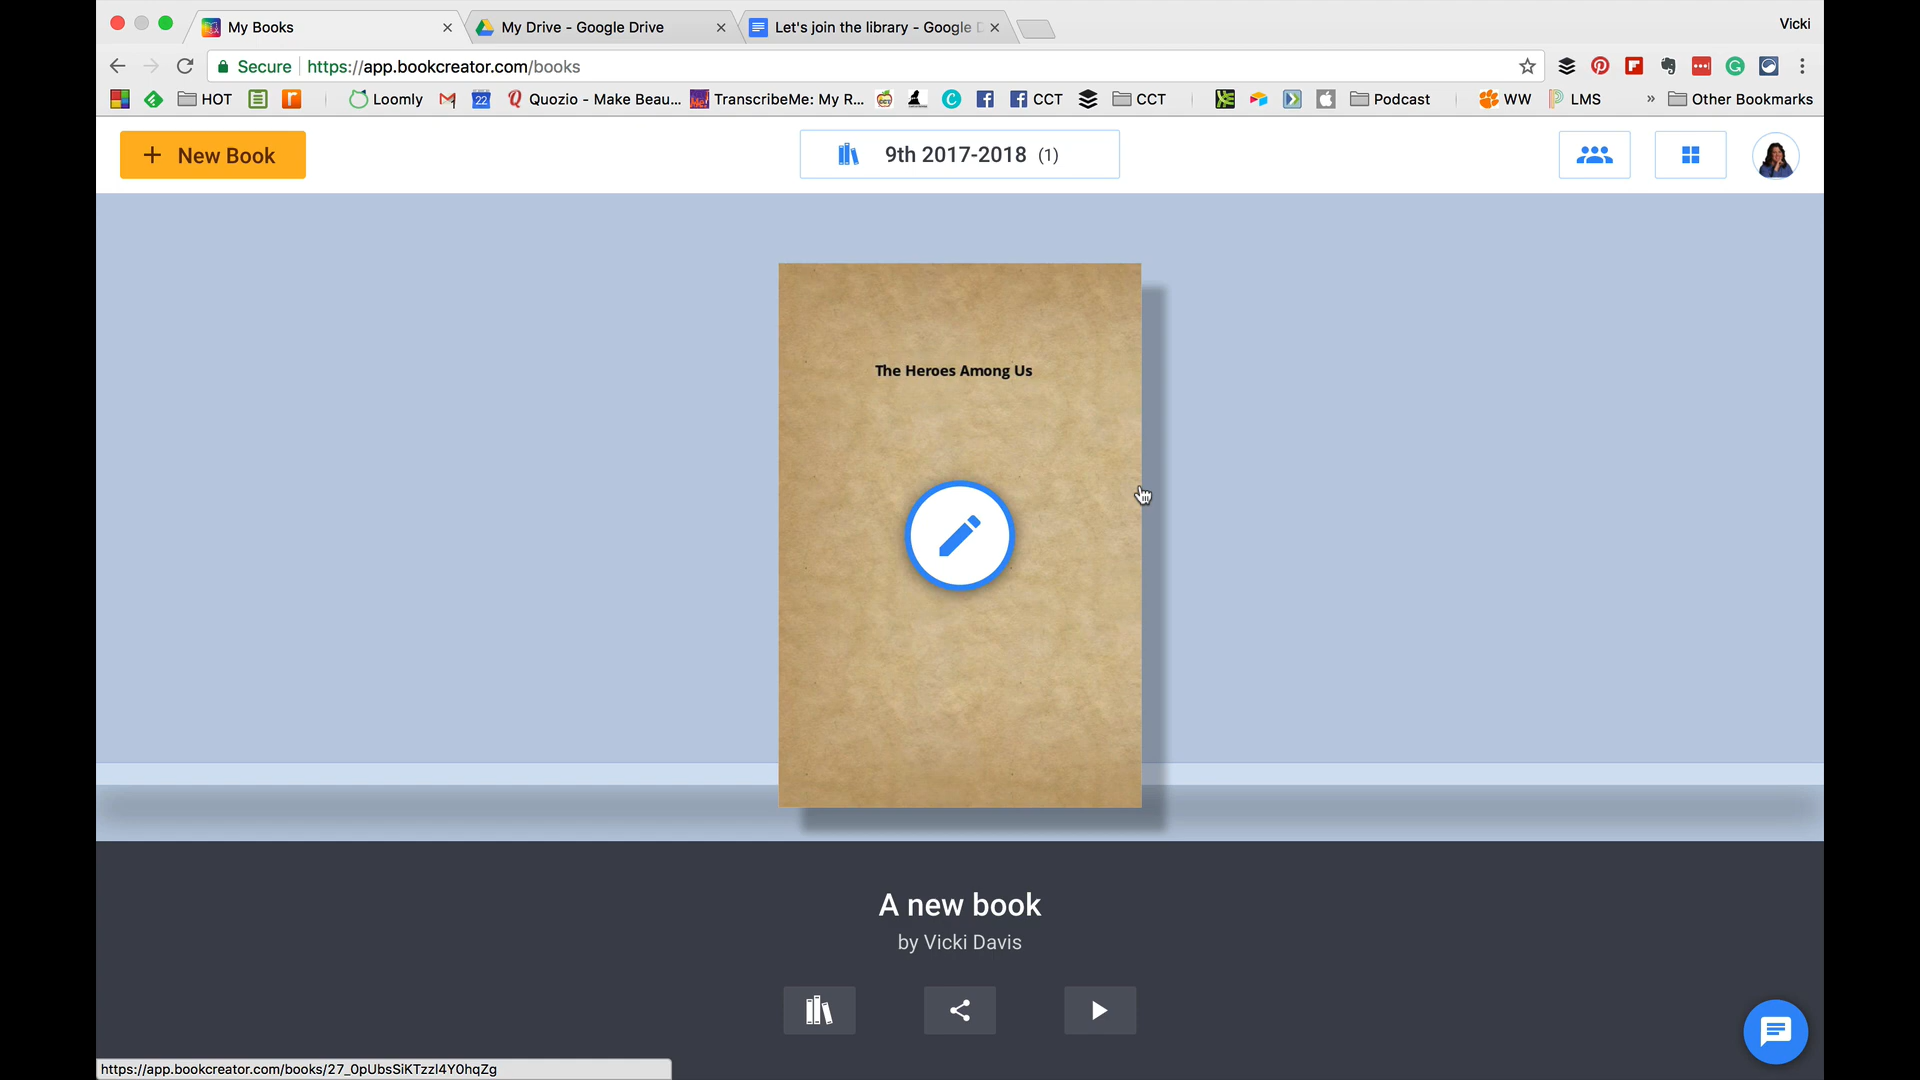 My Books
My Drive - Google Drive
Let's join the library - Google D
Vicki
Secure
https://app.bookcreator.com/books
HOT
Loomly
22
Quozio - Make Beau...
TranscribeMe: My R...
CCT
CCT
Podcast
WW
LMS
»
Other Bookmarks
+ New Book
9th 2017-2018 (1)
The Heroes Among Us
A new book
by Vicki Davis
https://app.bookcreator.com/books/27_0pUbsSiKTzzl4Y0hqZg